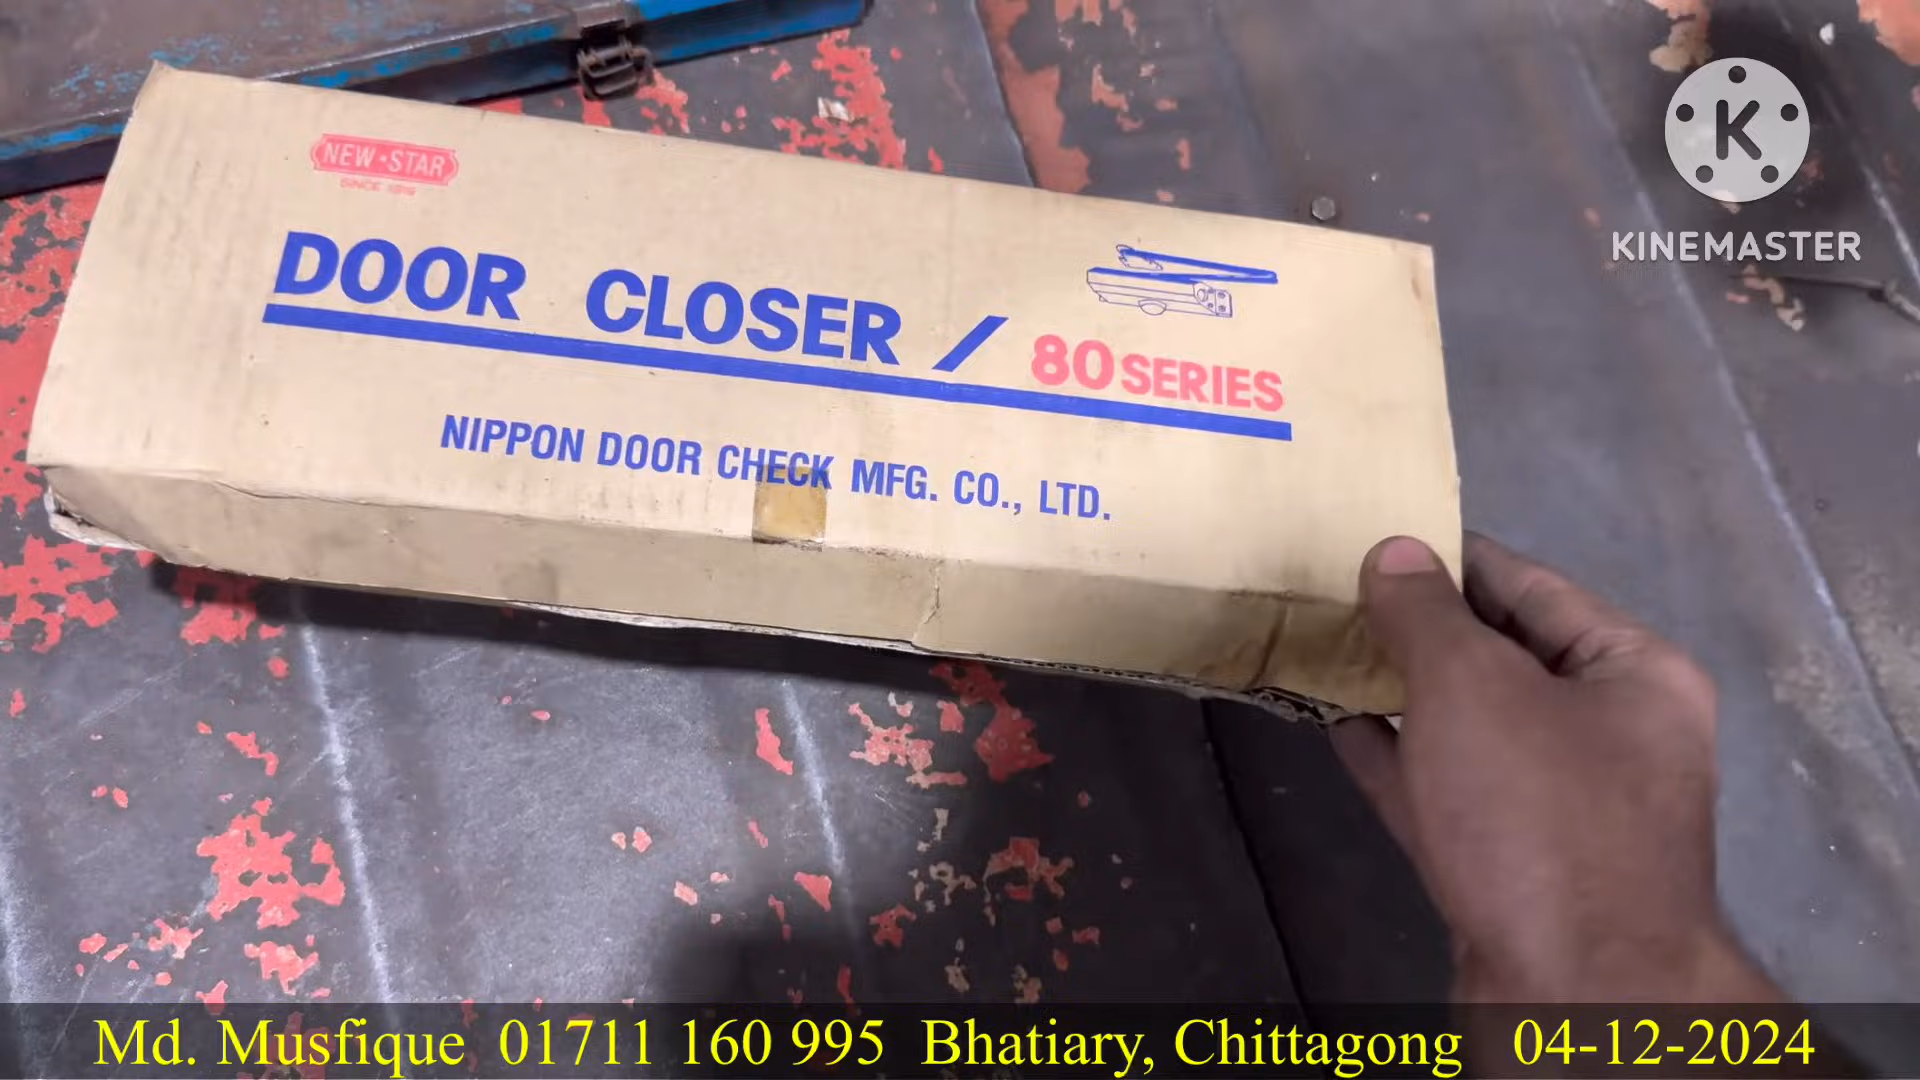 NEW•STAR
DOOR CLOSER / 80 SERIES
NIPPON DOOR CHECK MFG. CO., LTD.
K
KINEMASTER
Md. Musfique 01711 160 995 Bhatiary, Chittagong 04-12-2024